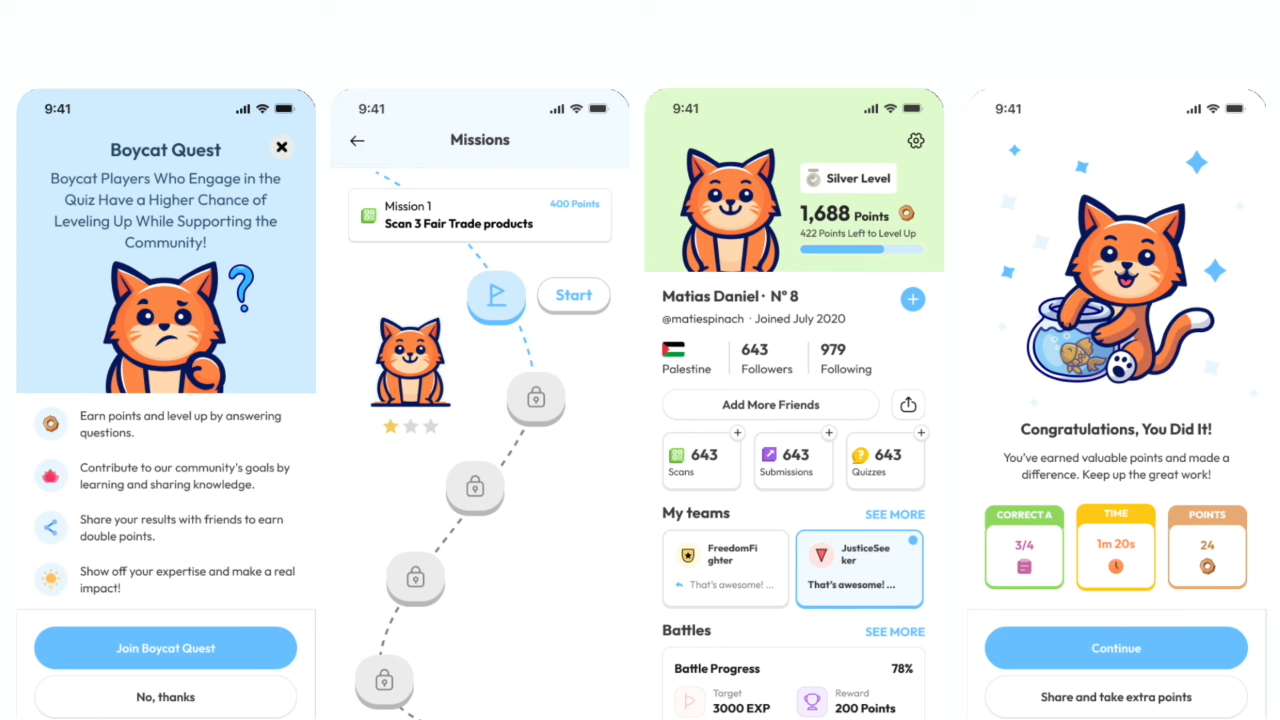 9:41
Boycat Quest
Boycat Players Who Engage in the
Quiz Have a Higher Chance of
Leveling Up While Supporting the
Community!
?
Earn points and level up by answering
questions.
Contribute to our community's goals by
learning and sharing knowledge.
Share your results with friends to earn
double points.
Show off your expertise and make a real
impact!
Join Boycat Quest
No, thanks
9:41
Missions
Mission 1
400 Points
Scan 3 Fair Trade products
Start
9:41
Silver Level
1,688 Points
422 Points Left to Level Up
Matias Daniel · Nº 8
@matiespinach · Joined July 2020
Palestine
643
Followers
979
Following
Add More Friends
643
Scans
643
Submissions
643
Quizzes
My teams
SEE MORE
FreedomFi
ghter
That's awesome! ...
JusticeSee
ker
That's awesome! ...
Battles
SEE MORE
Battle Progress
78%
Target
3000 EXP
Reward
200 Points
9:41
Congratulations, You Did It!
You've earned valuable points and made a
difference. Keep up the great work!
CORRECT A
3/4
TIME
1m 20s
POINTS
24
Continue
Share and take extra points